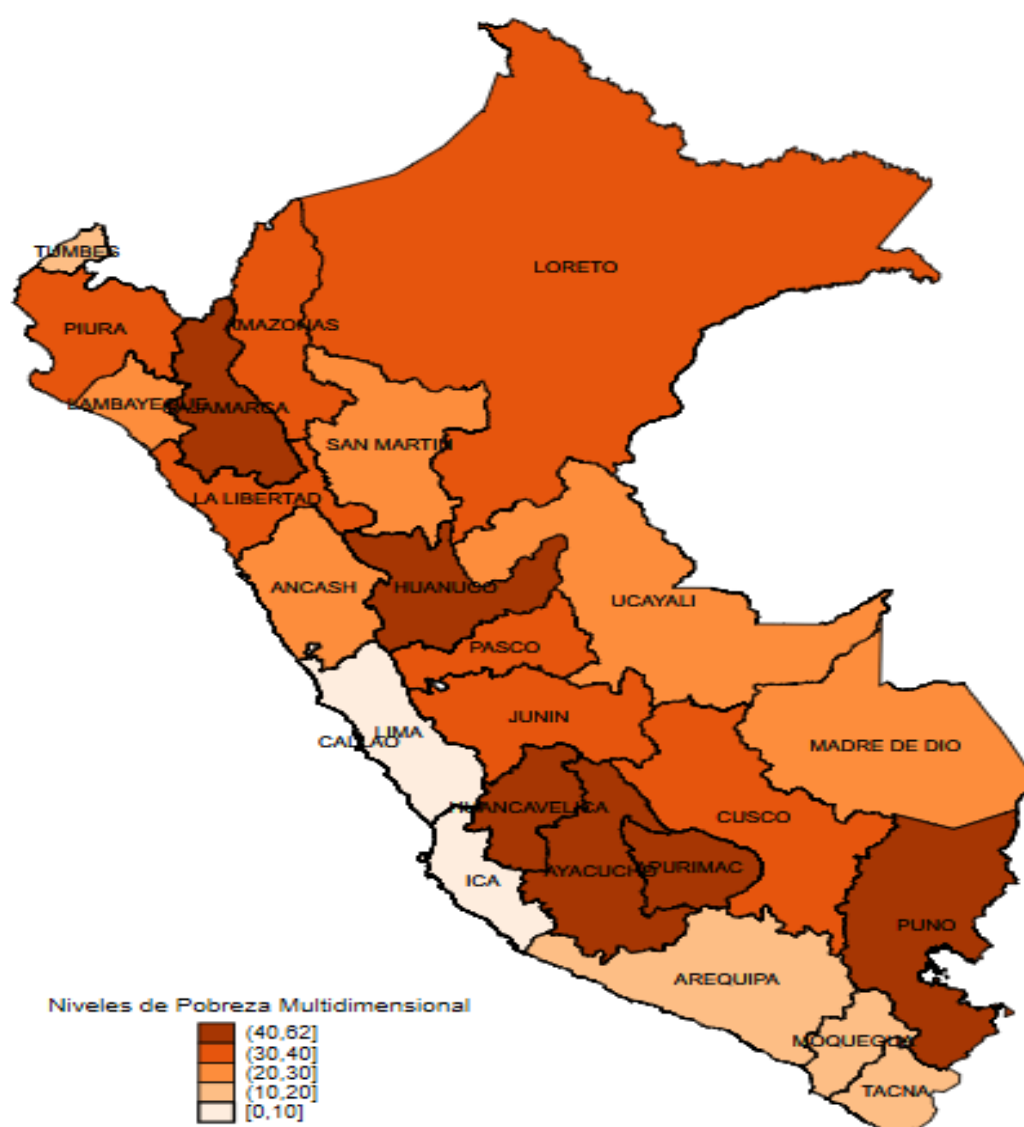 TUMBES
LORETO
PIURA
AMAZONAS
LAMBAYEQUE
CAJAMARCA
SAN MARTIN
LA LIBERTAD
ANCASH
HUANUCO
UCAYALI
PASCO
JUNIN
LIMA
CALLAO
MADRE DE DIO
HUANCAVELICA
CUSCO
APURIMAC
AYACUCHO
ICA
PUNO
AREQUIPA
MOQUEGUA
TACNA
Niveles de Pobreza Multidimensional
(40,62]
(30,40]
(20,30]
(10,20]
[0,10]